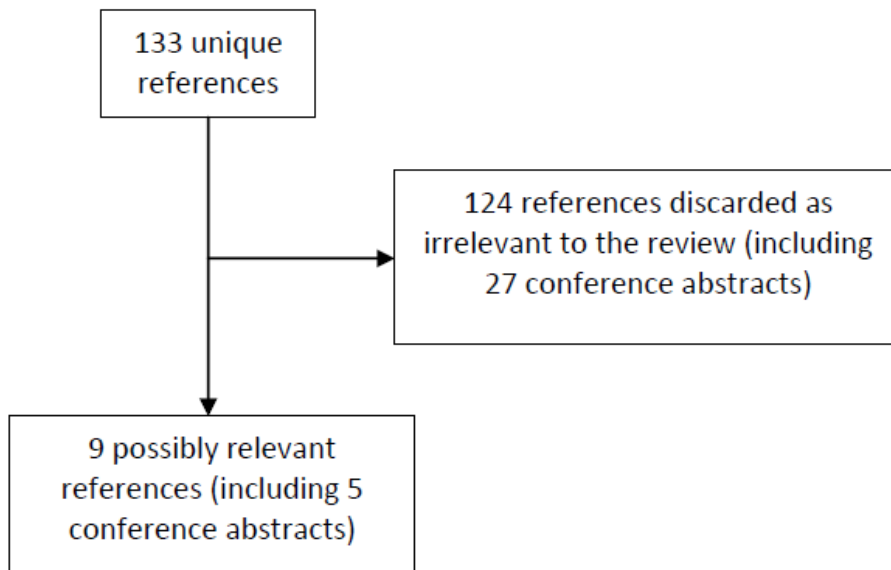 133 unique
references
124 references discarded as
irrelevant to the review (including
27 conference abstracts)
9 possibly relevant
references (including 5
conference abstracts)